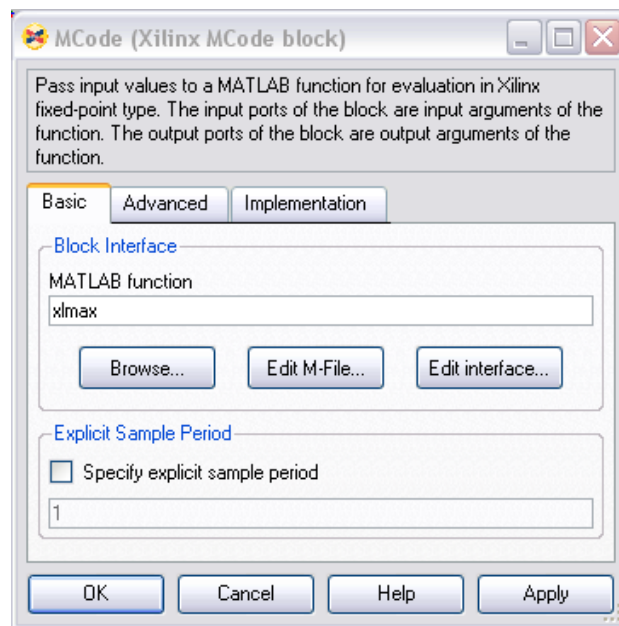 MCode (Xilinx MCode block)
Pass input values to a MATLAB function for evaluation in Xilinx
fixed-point type. The input ports of the block are input arguments of the
function. The output ports of the block are output arguments of the
function.
Basic Advanced Implementation
Block Interface
MATLAB function
xlmax
Browse... Edit M-File... Edit interface...
Explicit Sample Period
Specify explicit sample period
1
OK Cancel Help Apply